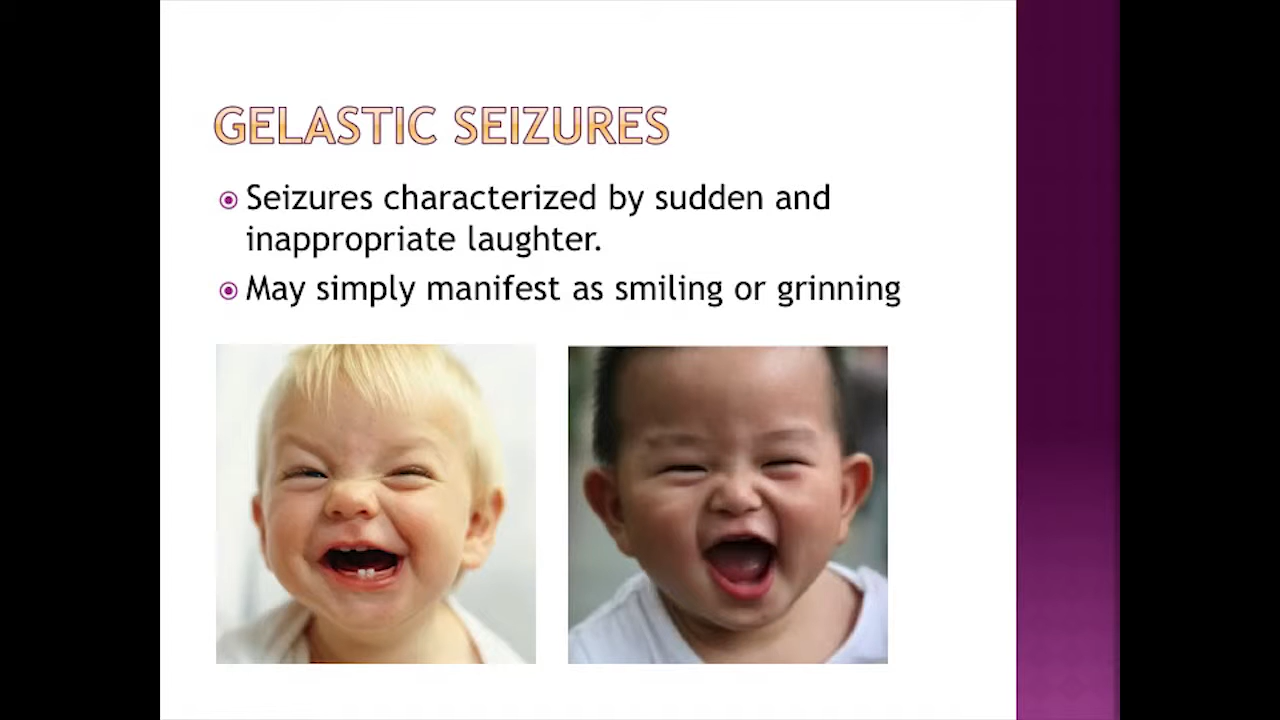 GELASTIC SEIZURES
Seizures characterized by sudden and
inappropriate laughter.
May simply manifest as smiling or grinning